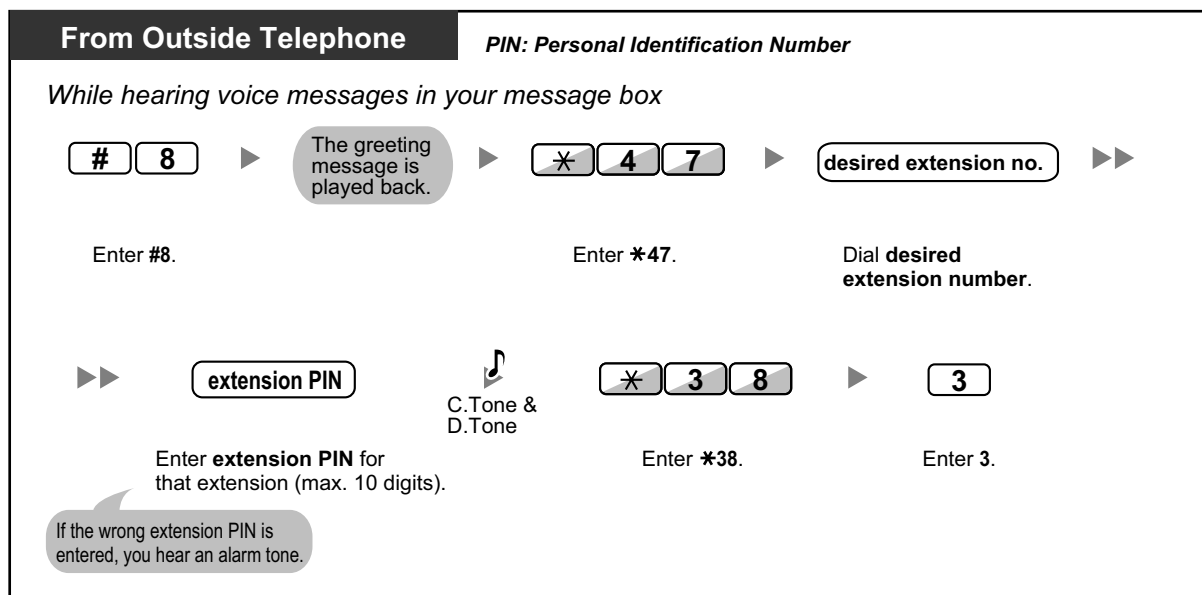 From Outside Telephone
PIN: Personal Identification Number
While hearing voice messages in your message box
# 8
The greeting
message is
played back.
* 4 7
desired extension no.
Enter #8.
Enter *47.
Dial desired
extension number.
extension PIN
C.Tone &
D.Tone
* 3 8
3
Enter extension PIN for
that extension (max. 10 digits).
Enter *38.
Enter 3.
If the wrong extension PIN is
entered, you hear an alarm tone.